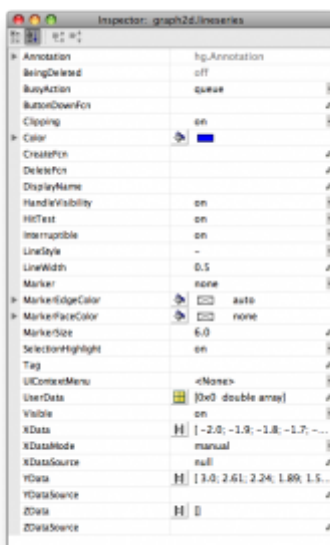 Inspector: graph2d.lineseries
Annotation hg.Annotation
BeingDeleted off
BusyAction queue
ButtonDownFcn
Clipping on
Color
CreateFcn
DeleteFcn
DisplayName
HandleVisibility on
HitTest on
Interruptible on
LineStyle -
LineWidth 0.5
Marker none
MarkerEdgeColor auto
MarkerFaceColor none
MarkerSize 6.0
SelectionHighlight on
Tag
UIContextMenu <None>
UserData [0x0 double array]
Visible on
XData [ -2.0; -1.9; -1.8; -1.7; -...
XDataMode manual
XDataSource null
YData [ 3.0; 2.61; 2.24; 1.89; 1.5...
YDataSource
ZData []
ZDataSource